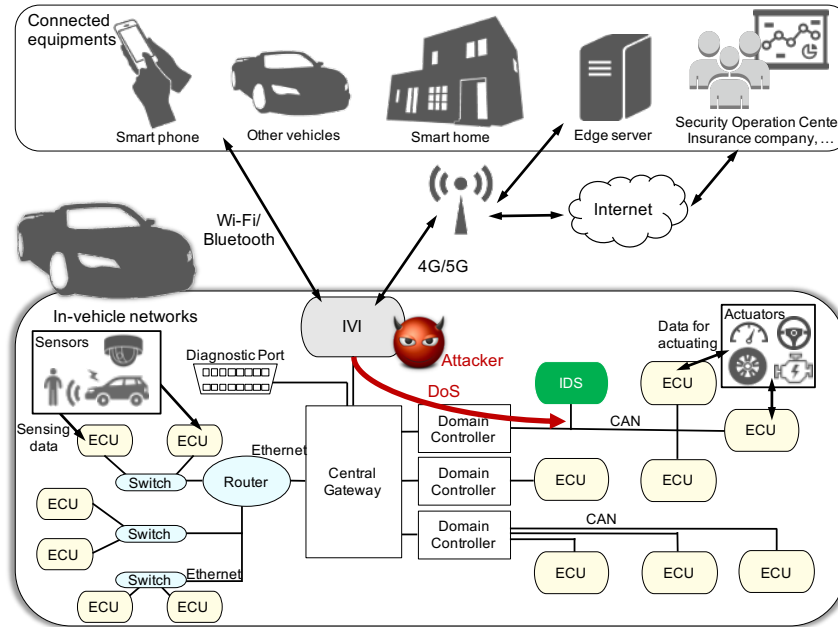 Connected
equipments
Smart phone
Other vehicles
Smart home
Edge server
Security Operation Cente
Insurance company, …
Wi-Fi/
Bluetooth
4G/5G
Internet
In-vehicle networks
IVI
Attacker
DoS
Sensors
Diagnostic Port
IDS
Data for
actuating
Actuators
ECU
Sensing
data
ECU
ECU
Ethernet
Domain
Controller
CAN
ECU
Switch
Router
Central
Gateway
Domain
Controller
ECU
ECU
ECU
Switch
ECU
Domain
Controller
CAN
Switch
Ethernet
ECU
ECU
ECU
ECU
ECU